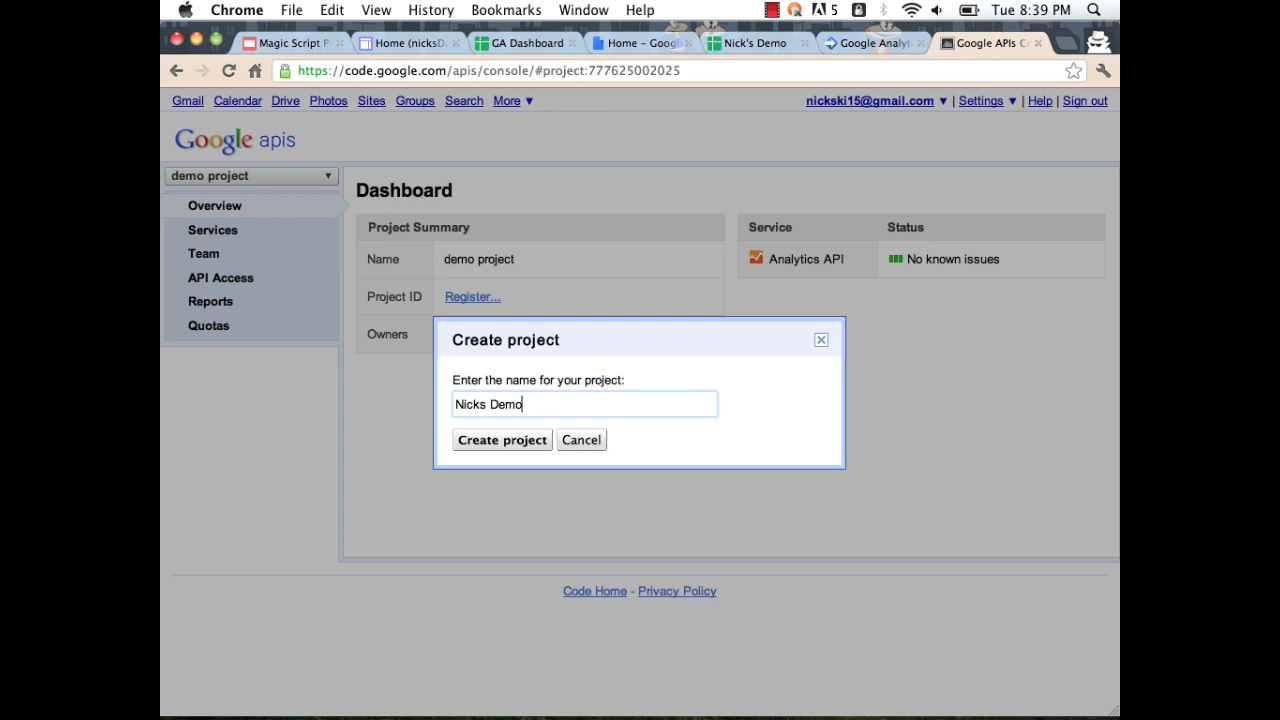 Chrome File Edit View History Bookmarks Window Help 5 Tue 8:39 PM
Magic Script P Home (nicksD GA Dashboard Home – Goog Nick's Demo Google Analyt Google APIs C
https://code.google.com/apis/console/#project:777625002025
Gmail Calendar Drive Photos Sites Groups Search More ▼ nickski15@gmail.com ▼ | Settings ▼ | Help | Sign out
Google apis
demo project ▼
Overview
Services
Team
API Access
Reports
Quotas
Dashboard
Project Summary
Name demo project
Project ID Register...
Owners
Service Status
Analytics API No known issues
Create project
Enter the name for your project:
Nicks Demo
Create project Cancel
Code Home - Privacy Policy